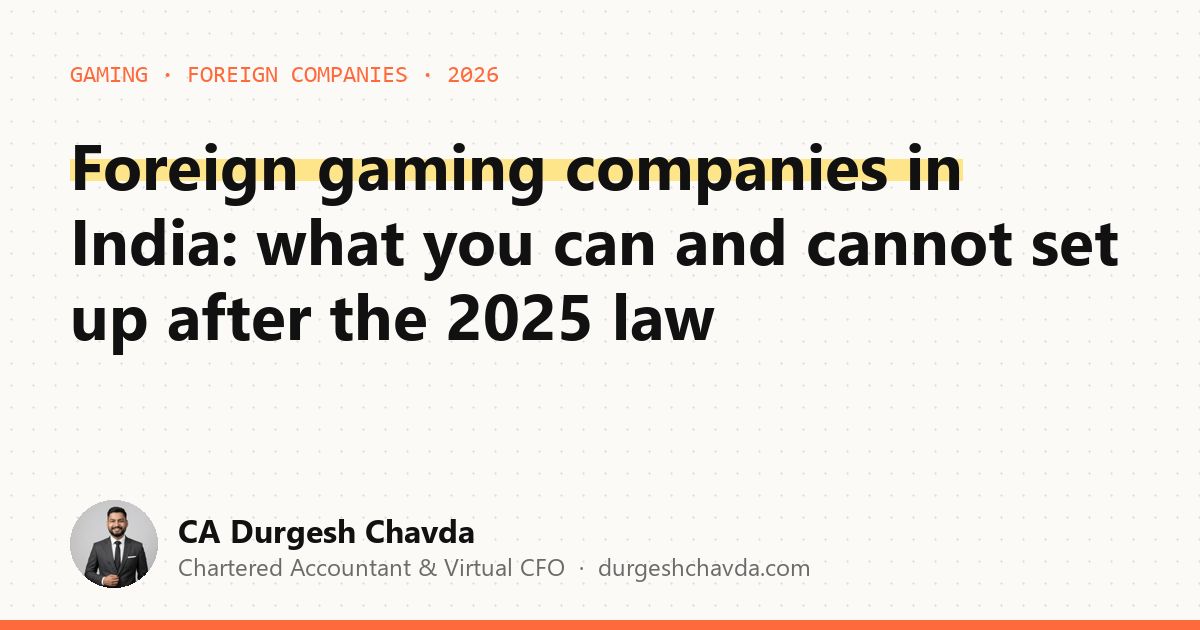 GAMING · FOREIGN COMPANIES · 2026
Foreign gaming companies in
India: what you can and cannot set
up after the 2025 law
CA Durgesh Chavda
Chartered Accountant & Virtual CFO · durgeshchavda.com